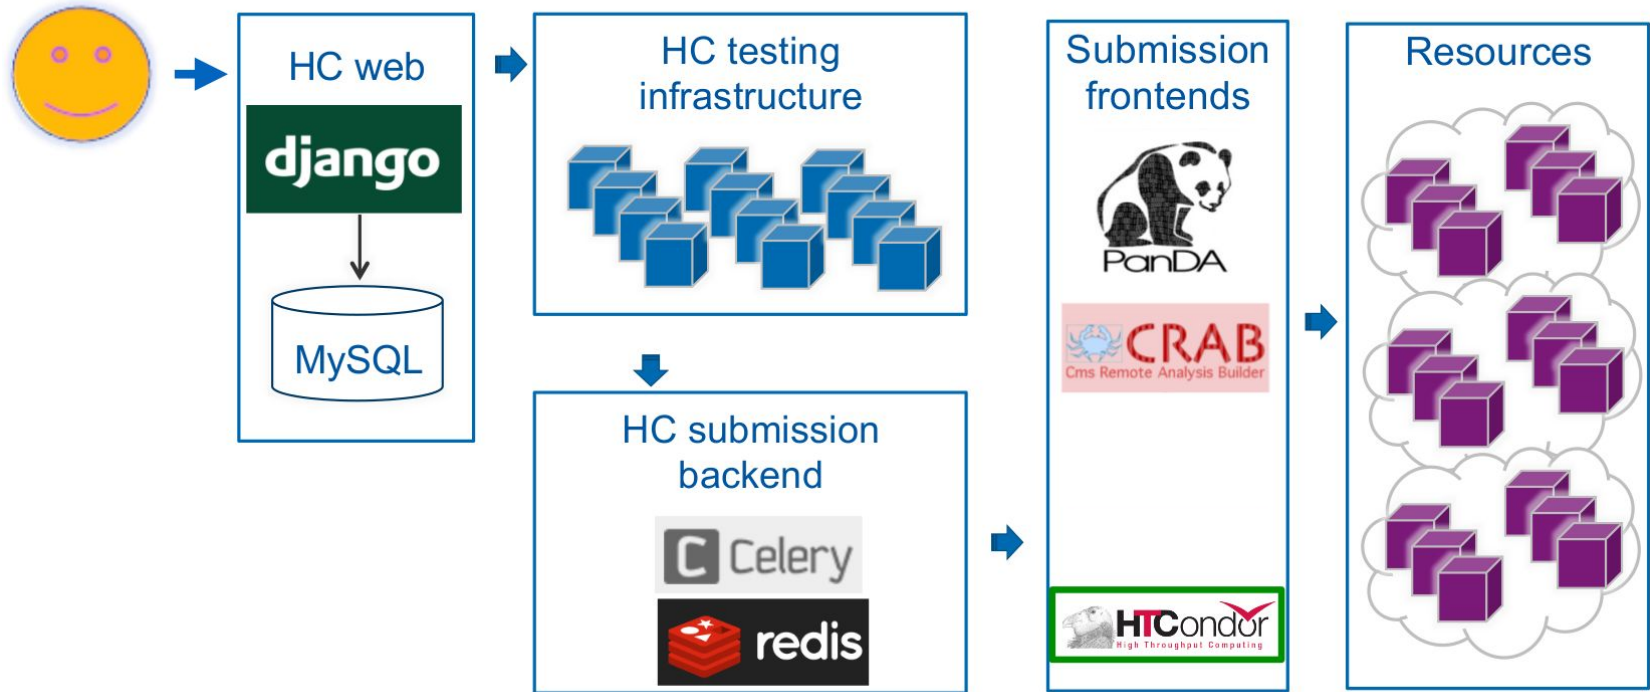 HC web
django
MySQL
HC testing
infrastructure
HC submission
backend
C Celery
redis
Submission
frontends
PanDA
CRAB
Cms Remote Analysis Builder
HTCondor
High Throughput Computing
Resources